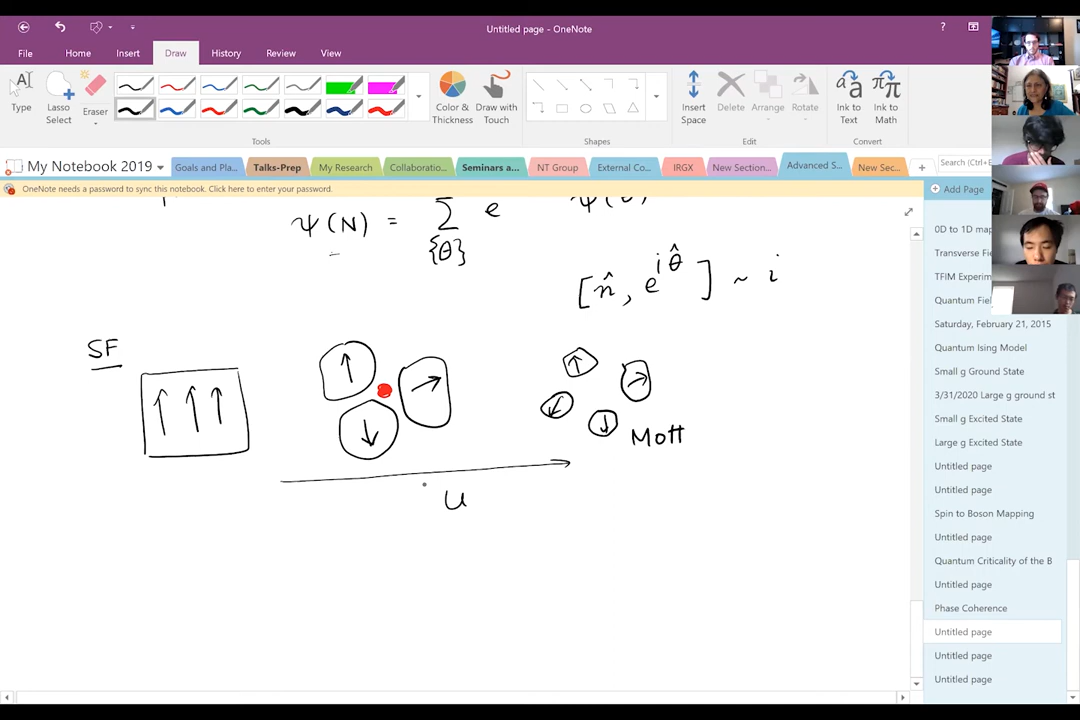 Untitled page - OneNote
?
File Home Insert Draw History Review View
Type
Lasso Select
Eraser
Color & Thickness
Draw with Touch
Insert Space
Delete
Arrange
Rotate
Ink to Text
Ink to Math
Tools
Shapes
Edit
Convert
My Notebook 2019
Goals and Pla...
Talks-Prep
My Research
Collaboratio...
Seminars a...
NT Group
External Co...
IRGX
New Section...
Advanced S...
New Sec...
+
Search (Ctrl+E
OneNote needs a password to sync this notebook. Click here to enter your password.
Add Page
0D to 1D map
Transverse Fie
TFIM Experim
Quantum Fiel
Saturday, February 21, 2015
Quantum Ising Model
Small g Ground State
3/31/2020 Large g ground st
Small g Excited State
Large g Excited State
Untitled page
Untitled page
Spin to Boson Mapping
Untitled page
Quantum Criticality of the B
Untitled page
Phase Coherence
Untitled page
Untitled page
Untitled page
ψ(N) = Σ e
{θ}
[n̂, e^{iθ̂}] ~ i
SF
Mott
U